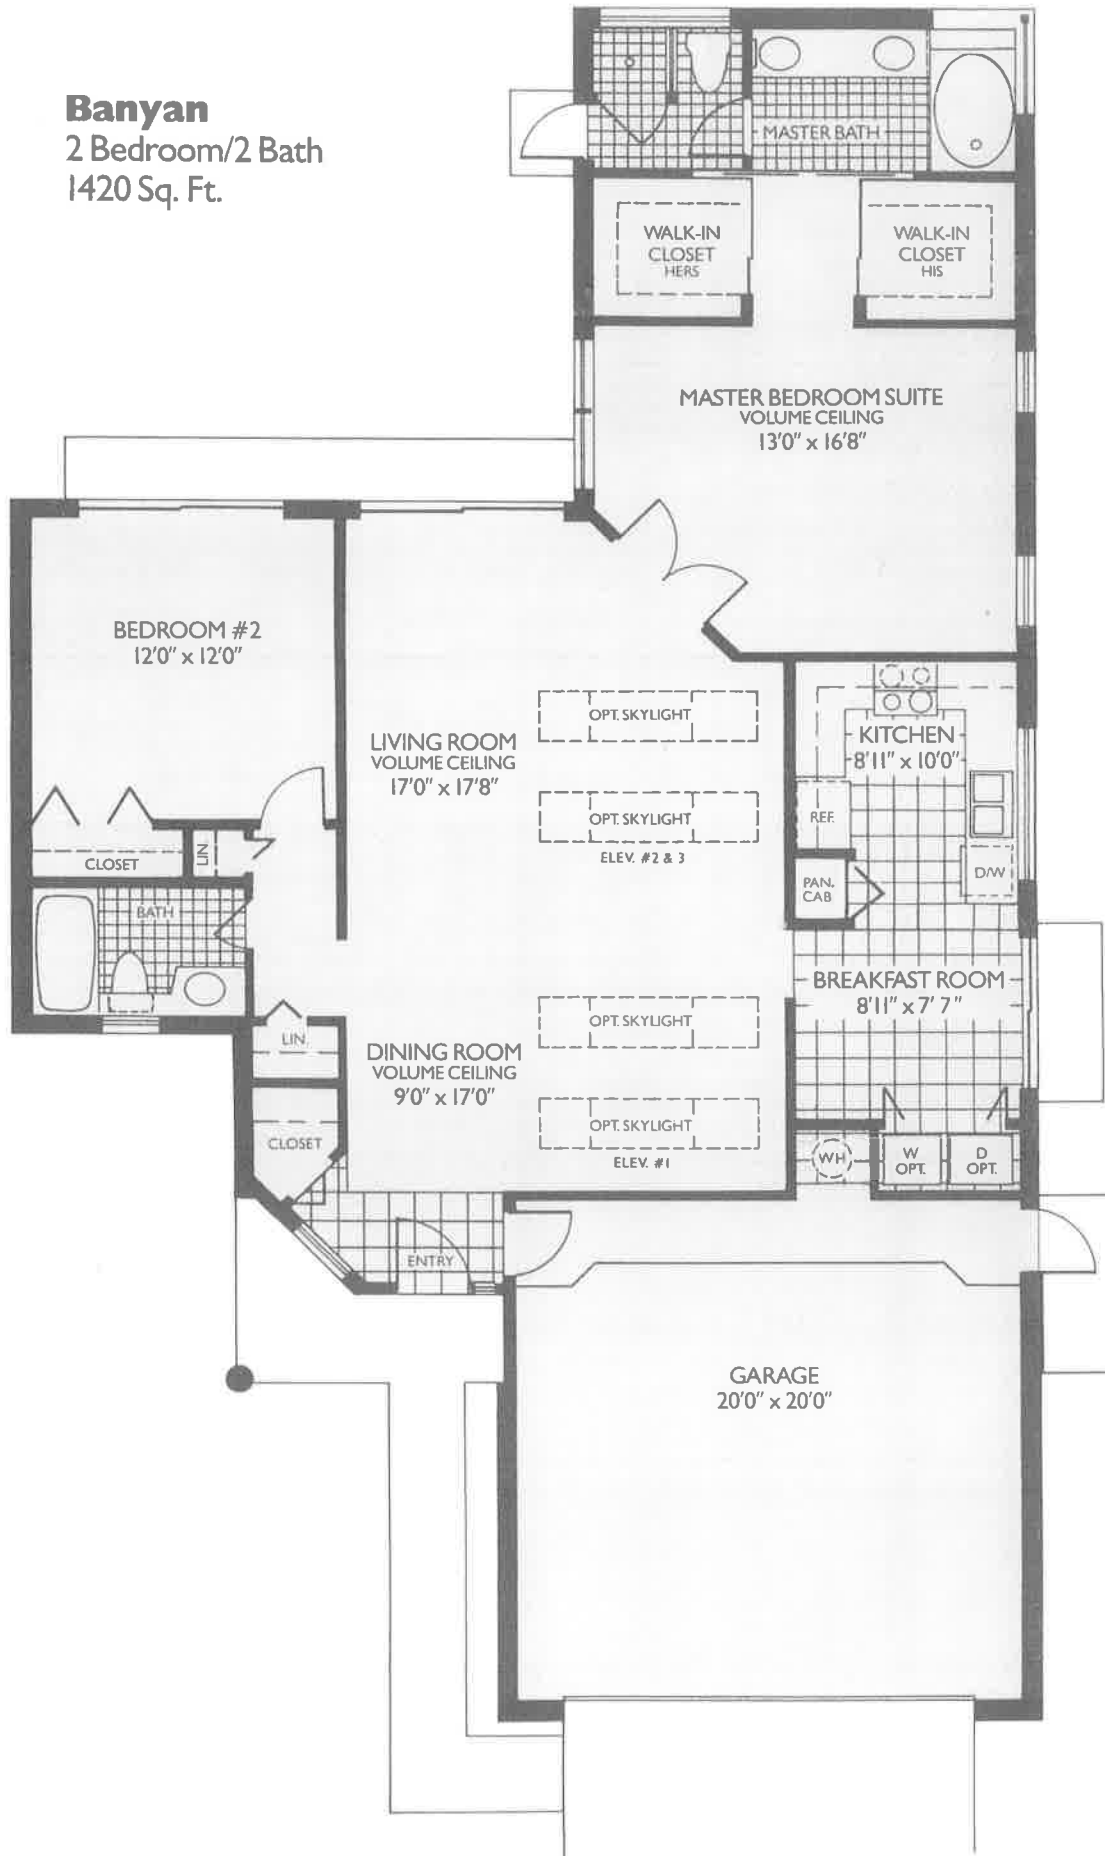 Banyan
2 Bedroom/2 Bath
1420 Sq. Ft.
MASTER BATH
WALK-IN
CLOSET
HERS
WALK-IN
CLOSET
HIS
MASTER BEDROOM SUITE
VOLUME CEILING
13'0" x 16'8"
BEDROOM #2
12'0" x 12'0"
LIVING ROOM
VOLUME CEILING
17'0" x 17'8"
OPT. SKYLIGHT
OPT. SKYLIGHT
ELEV. #2 & 3
KITCHEN
8'11" x 10'0"
REF.
D/W
PAN.
CAB
CLOSET
LIN
BATH
BREAKFAST ROOM
8'11" x 7' 7"
LIN.
DINING ROOM
VOLUME CEILING
9'0" x 17'0"
OPT. SKYLIGHT
OPT. SKYLIGHT
ELEV. #1
CLOSET
WH
W
OPT.
D
OPT.
ENTRY
GARAGE
20'0" x 20'0"